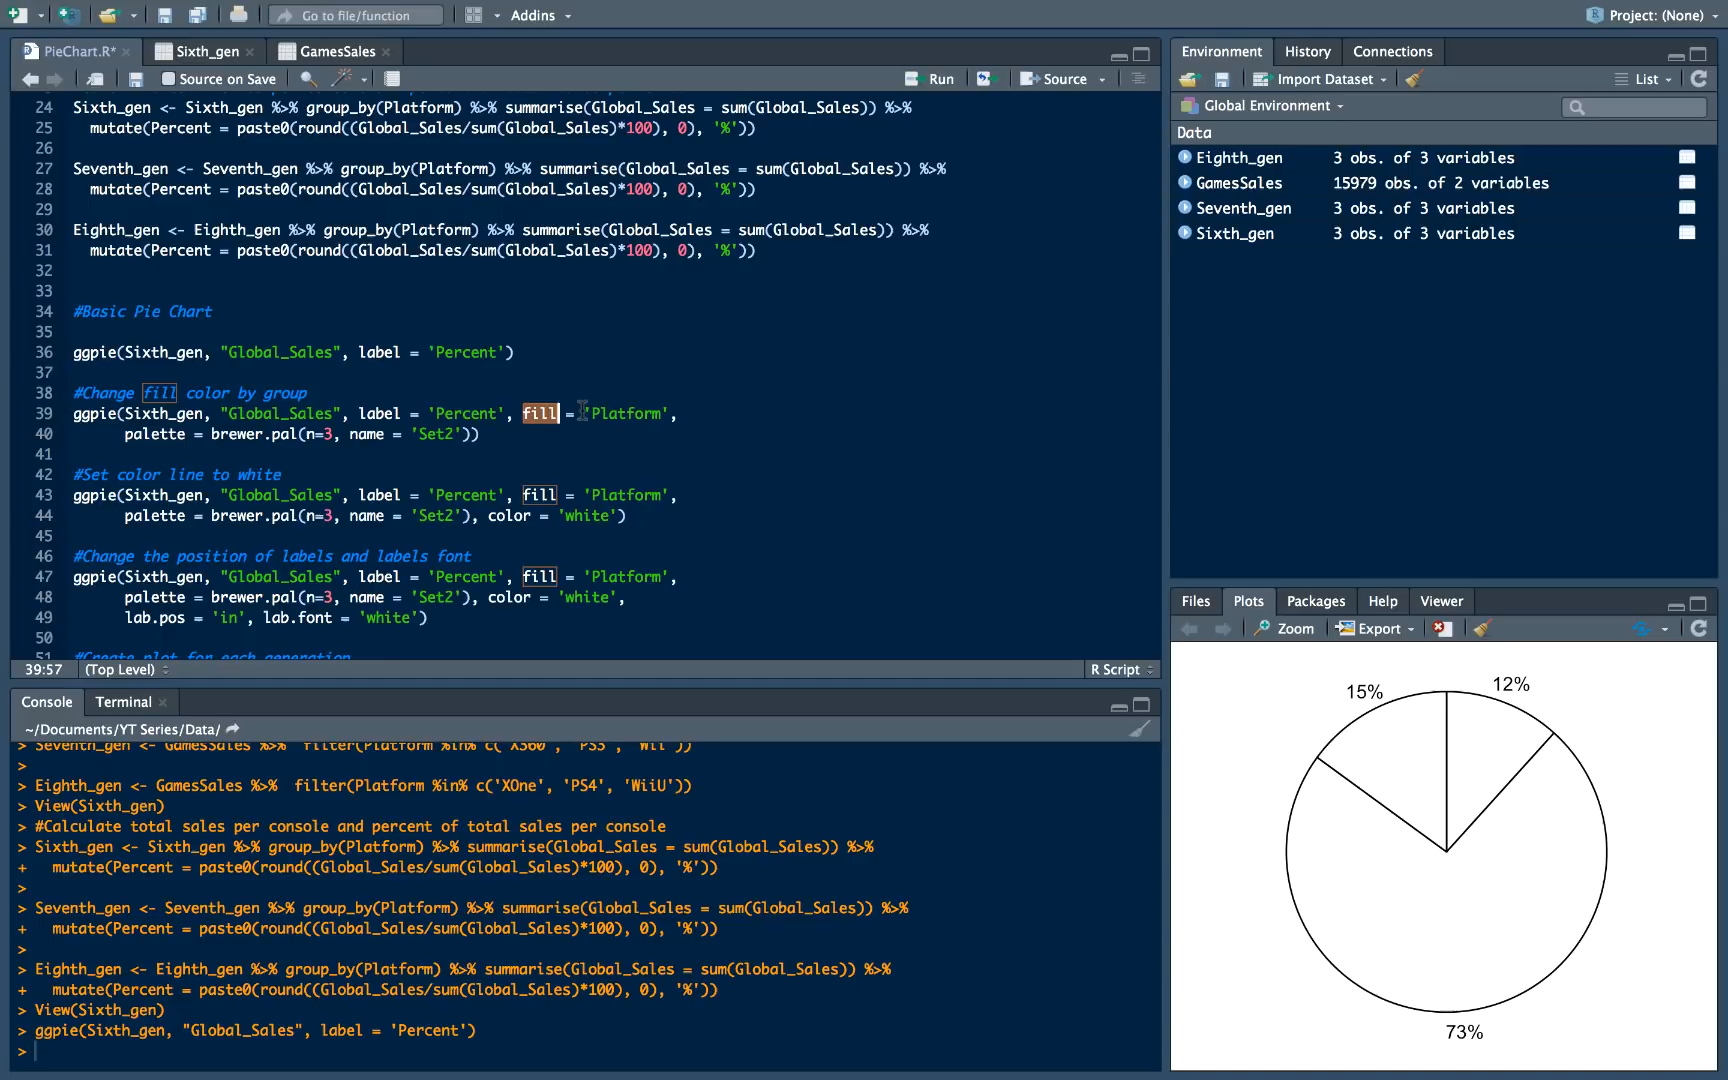 Go to file/function
Addins
Project: (None)
PieChart.R*
Sixth_gen
GamesSales
Source on Save
Run
Source
24 Sixth_gen <- Sixth_gen %>% group_by(Platform) %>% summarise(Global_Sales = sum(Global_Sales)) %>%
25 mutate(Percent = paste0(round((Global_Sales/sum(Global_Sales)*100), 0), '%'))
26
27 Seventh_gen <- Seventh_gen %>% group_by(Platform) %>% summarise(Global_Sales = sum(Global_Sales)) %>%
28 mutate(Percent = paste0(round((Global_Sales/sum(Global_Sales)*100), 0), '%'))
29
30 Eighth_gen <- Eighth_gen %>% group_by(Platform) %>% summarise(Global_Sales = sum(Global_Sales)) %>%
31 mutate(Percent = paste0(round((Global_Sales/sum(Global_Sales)*100), 0), '%'))
32
33
34 #Basic Pie Chart
35
36 ggpie(Sixth_gen, "Global_Sales", label = 'Percent')
37
38 #Change fill color by group
39 ggpie(Sixth_gen, "Global_Sales", label = 'Percent', fill = 'Platform',
40 palette = brewer.pal(n=3, name = 'Set2'))
41
42 #Set color line to white
43 ggpie(Sixth_gen, "Global_Sales", label = 'Percent', fill = 'Platform',
44 palette = brewer.pal(n=3, name = 'Set2'), color = 'white')
45
46 #Change the position of labels and labels font
47 ggpie(Sixth_gen, "Global_Sales", label = 'Percent', fill = 'Platform',
48 palette = brewer.pal(n=3, name = 'Set2'), color = 'white',
49 lab.pos = 'in', lab.font = 'white')
50
51 #Create plot for each generation
39:57
(Top Level)
R Script
Console
Terminal
~/Documents/YT Series/Data/
> Seventh_gen <- GamesSales %>% filter(Platform %in% c('X360', 'PS3', 'Wii'))
>
> Eighth_gen <- GamesSales %>% filter(Platform %in% c('XOne', 'PS4', 'WiiU'))
> View(Sixth_gen)
> #Calculate total sales per console and percent of total sales per console
> Sixth_gen <- Sixth_gen %>% group_by(Platform) %>% summarise(Global_Sales = sum(Global_Sales)) %>%
+ mutate(Percent = paste0(round((Global_Sales/sum(Global_Sales)*100), 0), '%'))
>
> Seventh_gen <- Seventh_gen %>% group_by(Platform) %>% summarise(Global_Sales = sum(Global_Sales)) %>%
+ mutate(Percent = paste0(round((Global_Sales/sum(Global_Sales)*100), 0), '%'))
>
> Eighth_gen <- Eighth_gen %>% group_by(Platform) %>% summarise(Global_Sales = sum(Global_Sales)) %>%
+ mutate(Percent = paste0(round((Global_Sales/sum(Global_Sales)*100), 0), '%'))
> View(Sixth_gen)
> ggpie(Sixth_gen, "Global_Sales", label = 'Percent')
>
Environment
History
Connections
Import Dataset
List
Global Environment
Data
Eighth_gen 3 obs. of 3 variables
GamesSales 15979 obs. of 2 variables
Seventh_gen 3 obs. of 3 variables
Sixth_gen 3 obs. of 3 variables
Files
Plots
Packages
Help
Viewer
Zoom
Export
15%
12%
73%